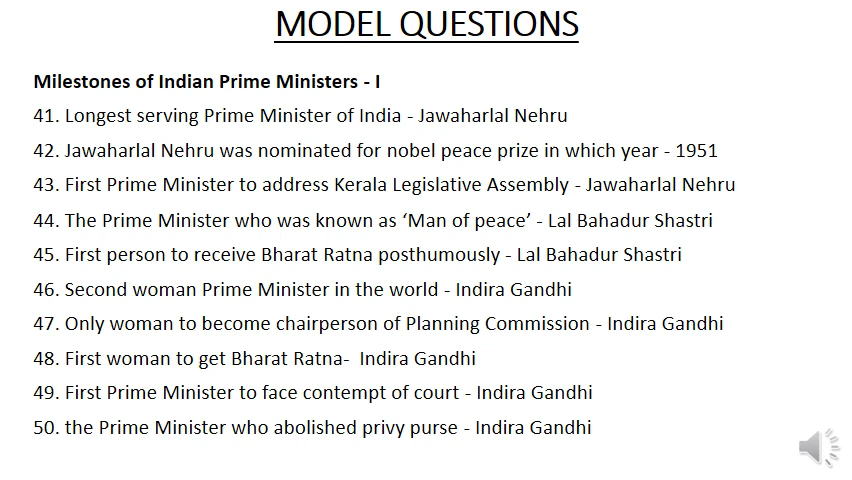 MODEL QUESTIONS
Milestones of Indian Prime Ministers - I
41. Longest serving Prime Minister of India - Jawaharlal Nehru
42. Jawaharlal Nehru was nominated for nobel peace prize in which year - 1951
43. First Prime Minister to address Kerala Legislative Assembly - Jawaharlal Nehru
44. The Prime Minister who was known as ‘Man of peace’ - Lal Bahadur Shastri
45. First person to receive Bharat Ratna posthumously - Lal Bahadur Shastri
46. Second woman Prime Minister in the world - Indira Gandhi
47. Only woman to become chairperson of Planning Commission - Indira Gandhi
48. First woman to get Bharat Ratna-  Indira Gandhi
49. First Prime Minister to face contempt of court - Indira Gandhi
50. the Prime Minister who abolished privy purse - Indira Gandhi